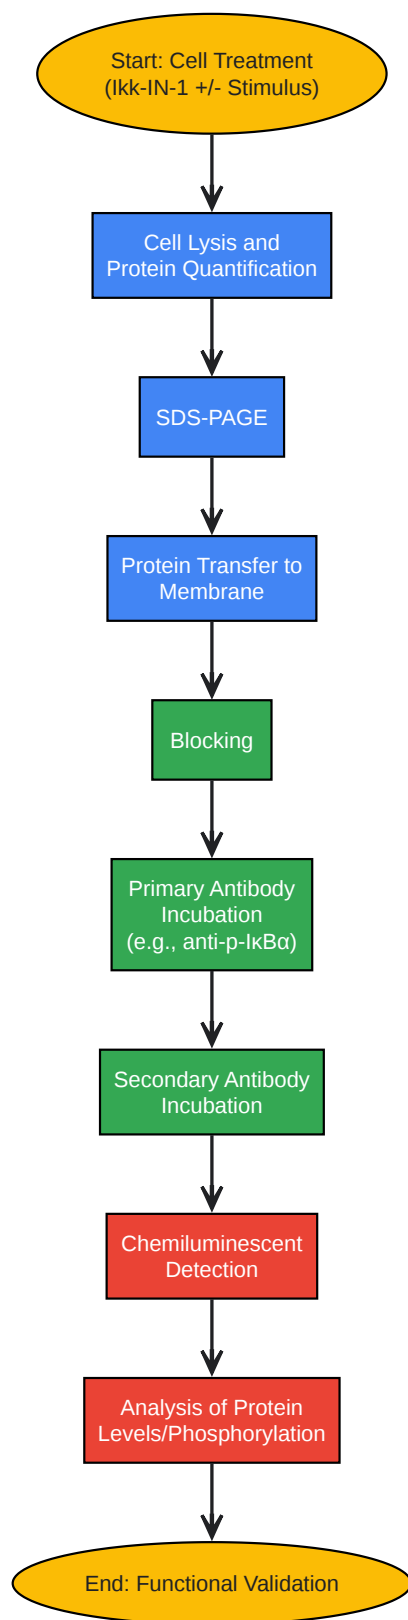 Start: Cell Treatment
(Ikk-IN-1 +/- Stimulus)
Cell Lysis and
Protein Quantification
SDS-PAGE
Protein Transfer to
Membrane
Blocking
Primary Antibody
Incubation
(e.g., anti-p-IκBα)
Secondary Antibody
Incubation
Chemiluminescent
Detection
Analysis of Protein
Levels/Phosphorylation
End: Functional Validation